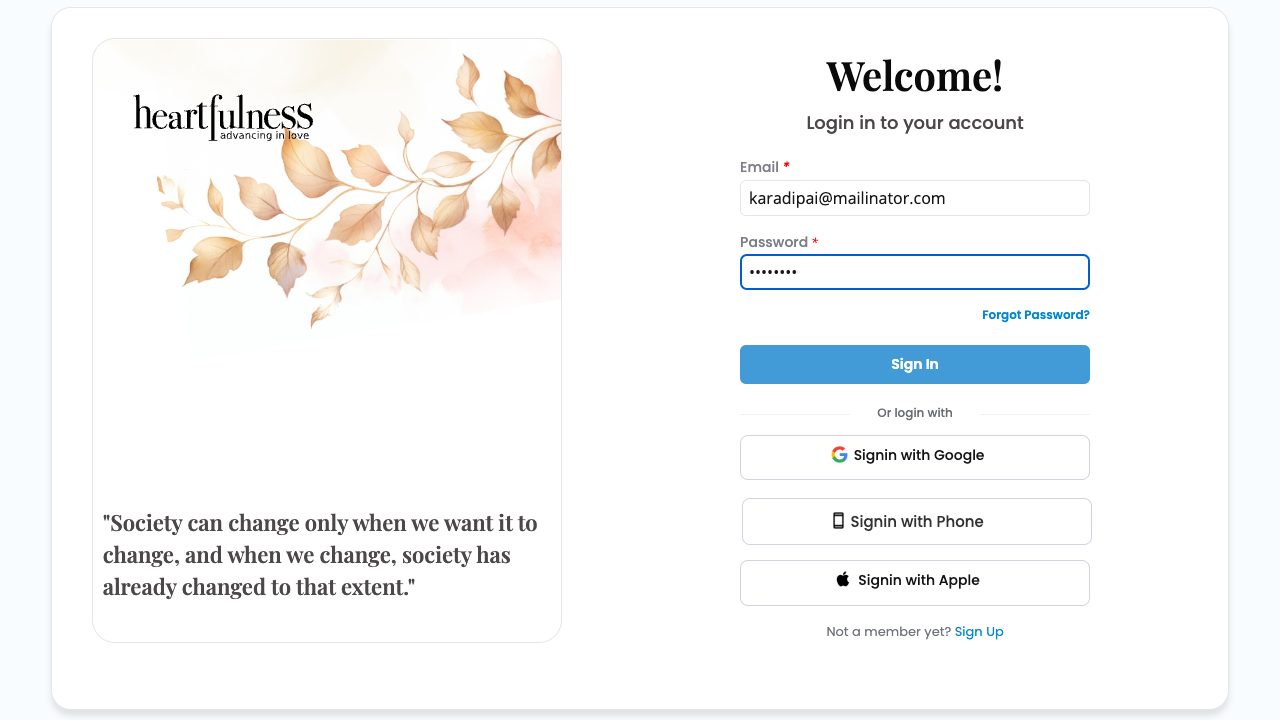 heartfulness
advancing in love
"Society can change only when we want it to
change, and when we change, society has
already changed to that extent."
Welcome!
Login in to your account
Email *
karadipai@mailinator.com
Password *
••••••••
Forgot Password?
Sign In
Or login with
Signin with Google
Signin with Phone
Signin with Apple
Not a member yet? Sign Up